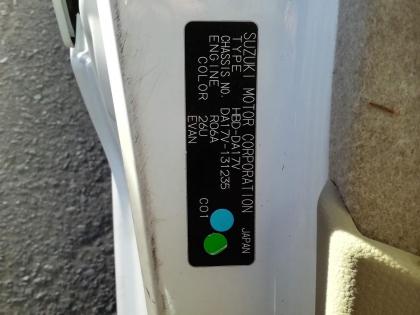 SUZUKI MOTOR CORPORATION JAPAN
TYPE HBD-DA17V
CHASSIS NO. DA17V-131235
ENGINE R06A
COLOR 26U C01
EVAN